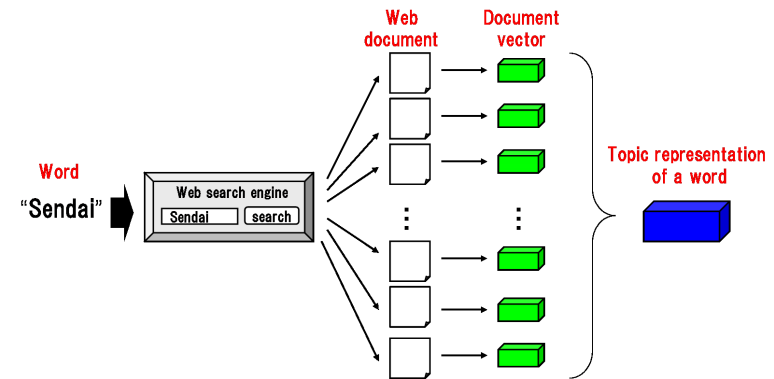 Web
document
Document
vector
Word
"Sendai"
Web search engine
Sendai
search
Topic representation
of a word